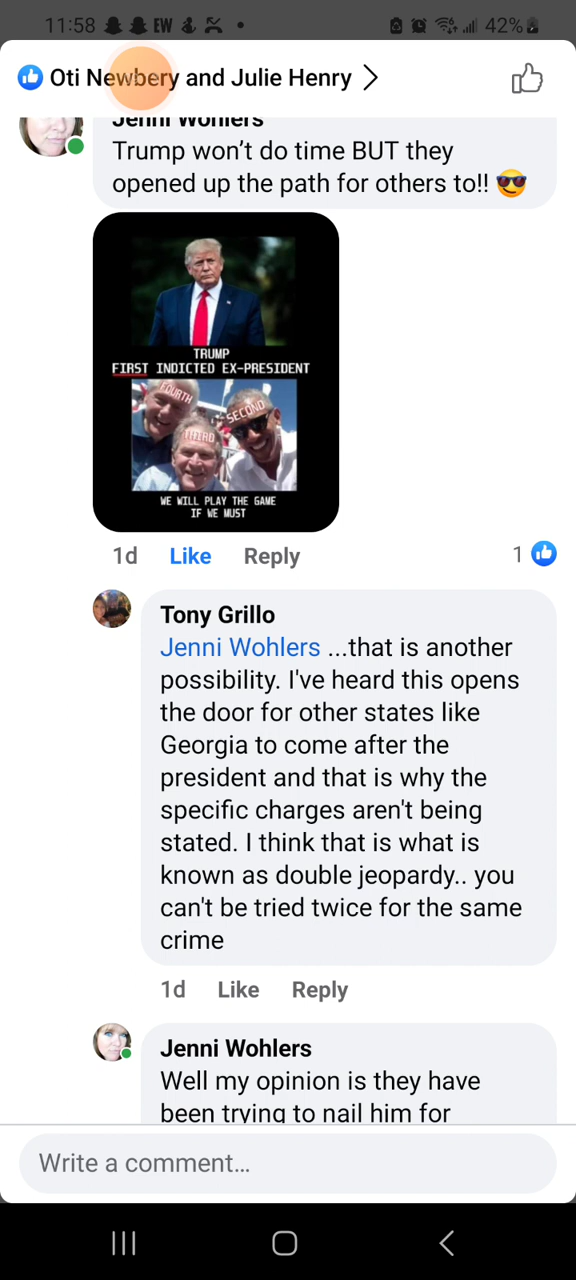 11:58 EW 42%
Oti Newbery and Julie Henry
Jenni Wohlers
Trump won’t do time BUT they
opened up the path for others to!! 😎
TRUMP
FIRST INDICTED EX-PRESIDENT
FOURTH
THIRD
SECOND
WE WILL PLAY THE GAME
IF WE MUST
1d Like Reply 1
Tony Grillo
Jenni Wohlers ...that is another
possibility. I've heard this opens
the door for other states like
Georgia to come after the
president and that is why the
specific charges aren't being
stated. I think that is what is
known as double jeopardy.. you
can't be tried twice for the same
crime
1d Like Reply
Jenni Wohlers
Well my opinion is they have
been trying to nail him for
Write a comment...